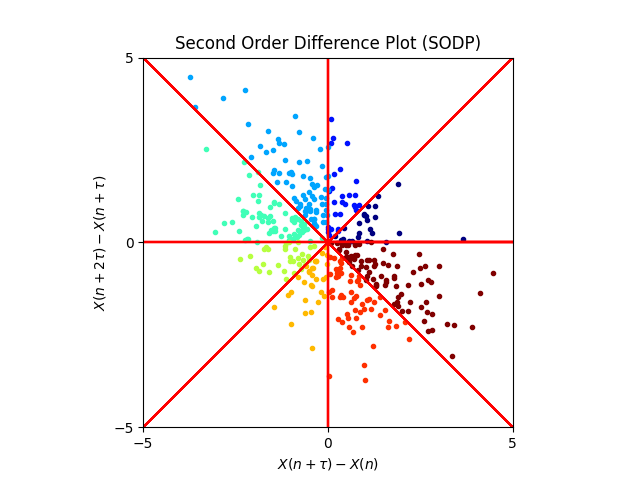 Second Order Difference Plot (SODP)
5
0
−5
X(n + 2τ) − X(n + τ)
−5
0
5
X(n + τ) − X(n)